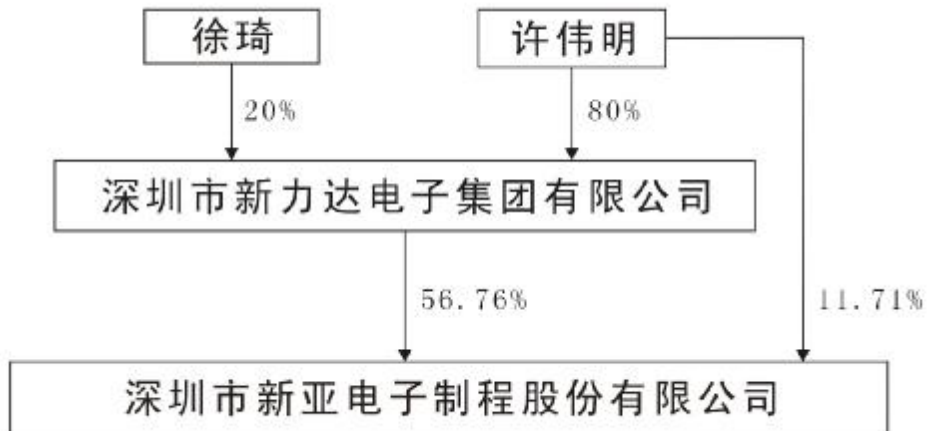 徐琦
许伟明
20%
80%
深圳市新力达电子集团有限公司
56.76%
11.71%
深圳市新亚电子制程股份有限公司